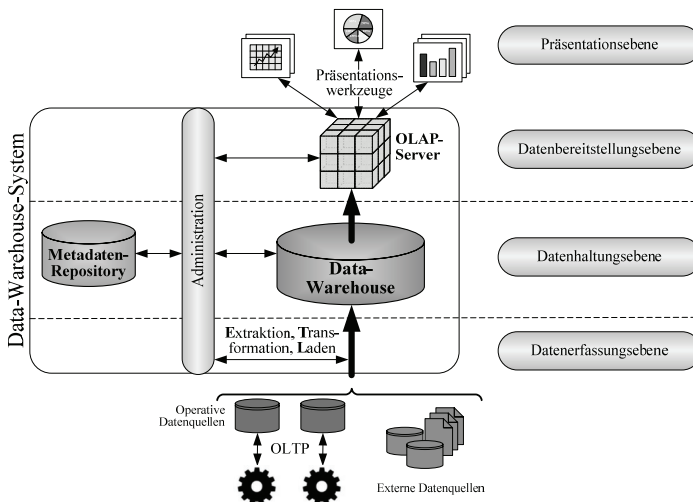 Präsentationsebene
Präsentations-
werkzeuge
OLAP-
Server
Datenbereitstellungsebene
Data-Warehouse-System
Administration
Metadaten-
Repository
Data-
Warehouse
Datenhaltungsebene
Extraktion, Trans-
formation, Laden
Datenerfassungsebene
Operative
Datenquellen
OLTP
Externe Datenquellen